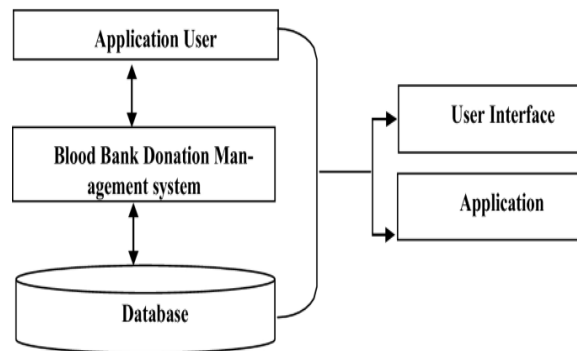 Application User
User Interface
Blood Bank Donation Man-
agement system
Application
Database